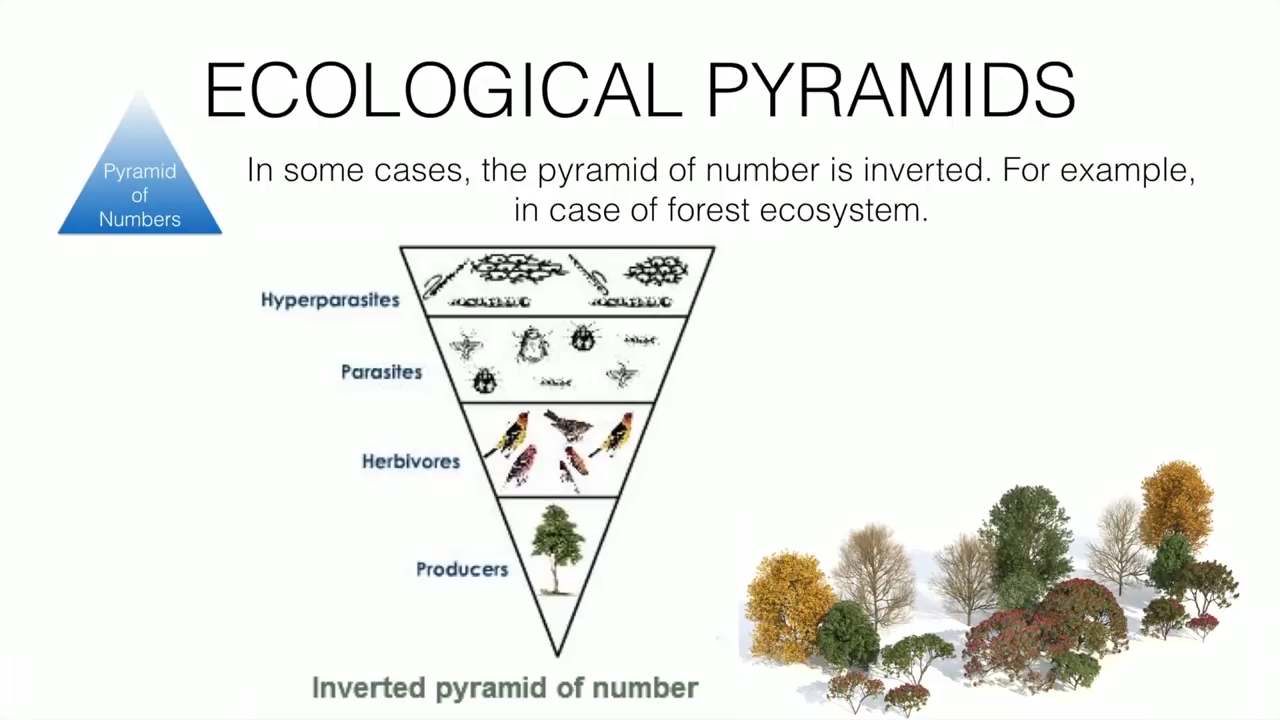 ECOLOGICAL PYRAMIDS
Pyramid
of
Numbers
In some cases, the pyramid of number is inverted. For example,
in case of forest ecosystem.
Hyperparasites
Parasites
Herbivores
Producers
Inverted pyramid of number